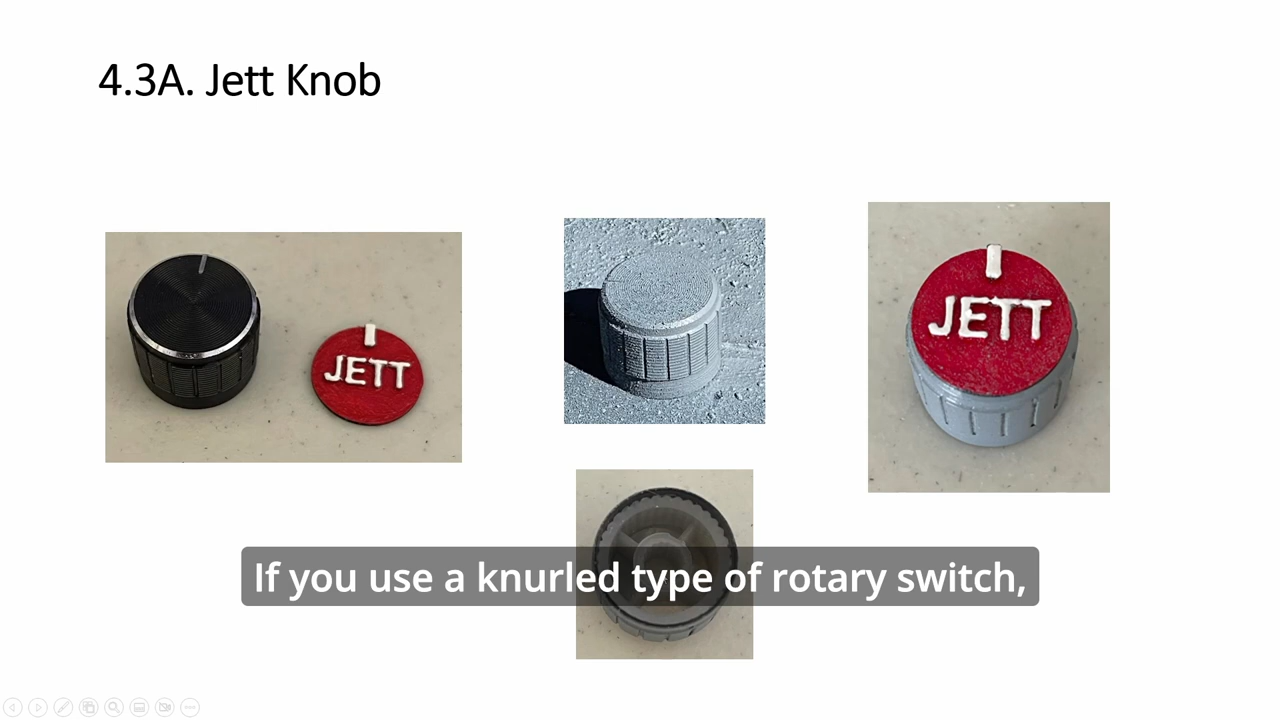 4.3A. Jett Knob
JETT
JETT
If you use a knurled type of rotary switch,